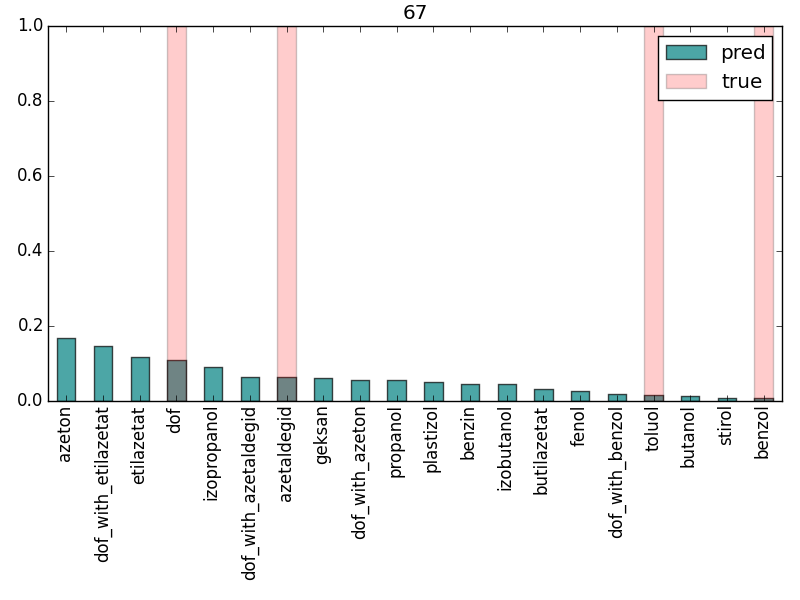 67
1.0
0.8
0.6
0.4
0.2
0.0
pred
true
azeton
dof_with_etilazetat
etilazetat
dof
izopropanol
dof_with_azetaldegid
azetaldegid
geksan
dof_with_azeton
propanol
plastizol
benzin
izobutanol
butilazetat
fenol
dof_with_benzol
toluol
butanol
stirol
benzol